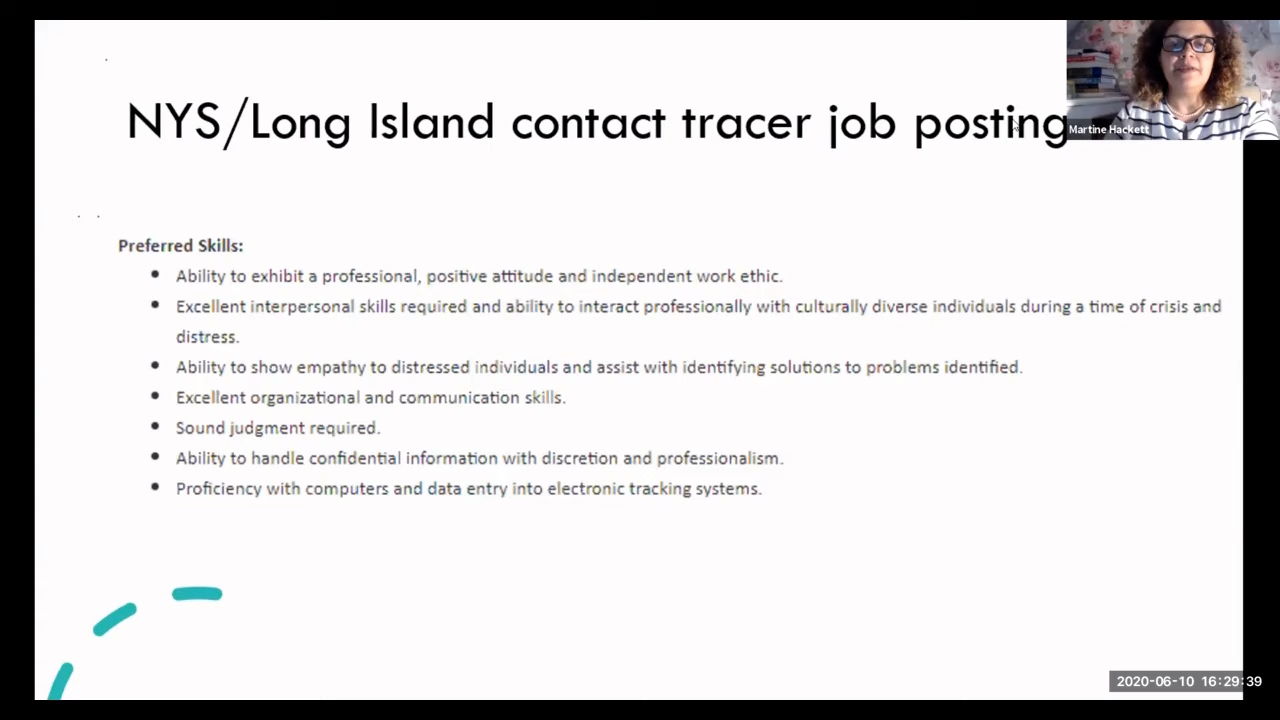 NYS/Long Island contact tracer job posting
Martine Hackett
Preferred Skills:
• Ability to exhibit a professional, positive attitude and independent work ethic.
• Excellent interpersonal skills required and ability to interact professionally with culturally diverse individuals during a time of crisis and
distress.
• Ability to show empathy to distressed individuals and assist with identifying solutions to problems identified.
• Excellent organizational and communication skills.
• Sound judgment required.
• Ability to handle confidential information with discretion and professionalism.
• Proficiency with computers and data entry into electronic tracking systems.
2020-06-10 16:29:39